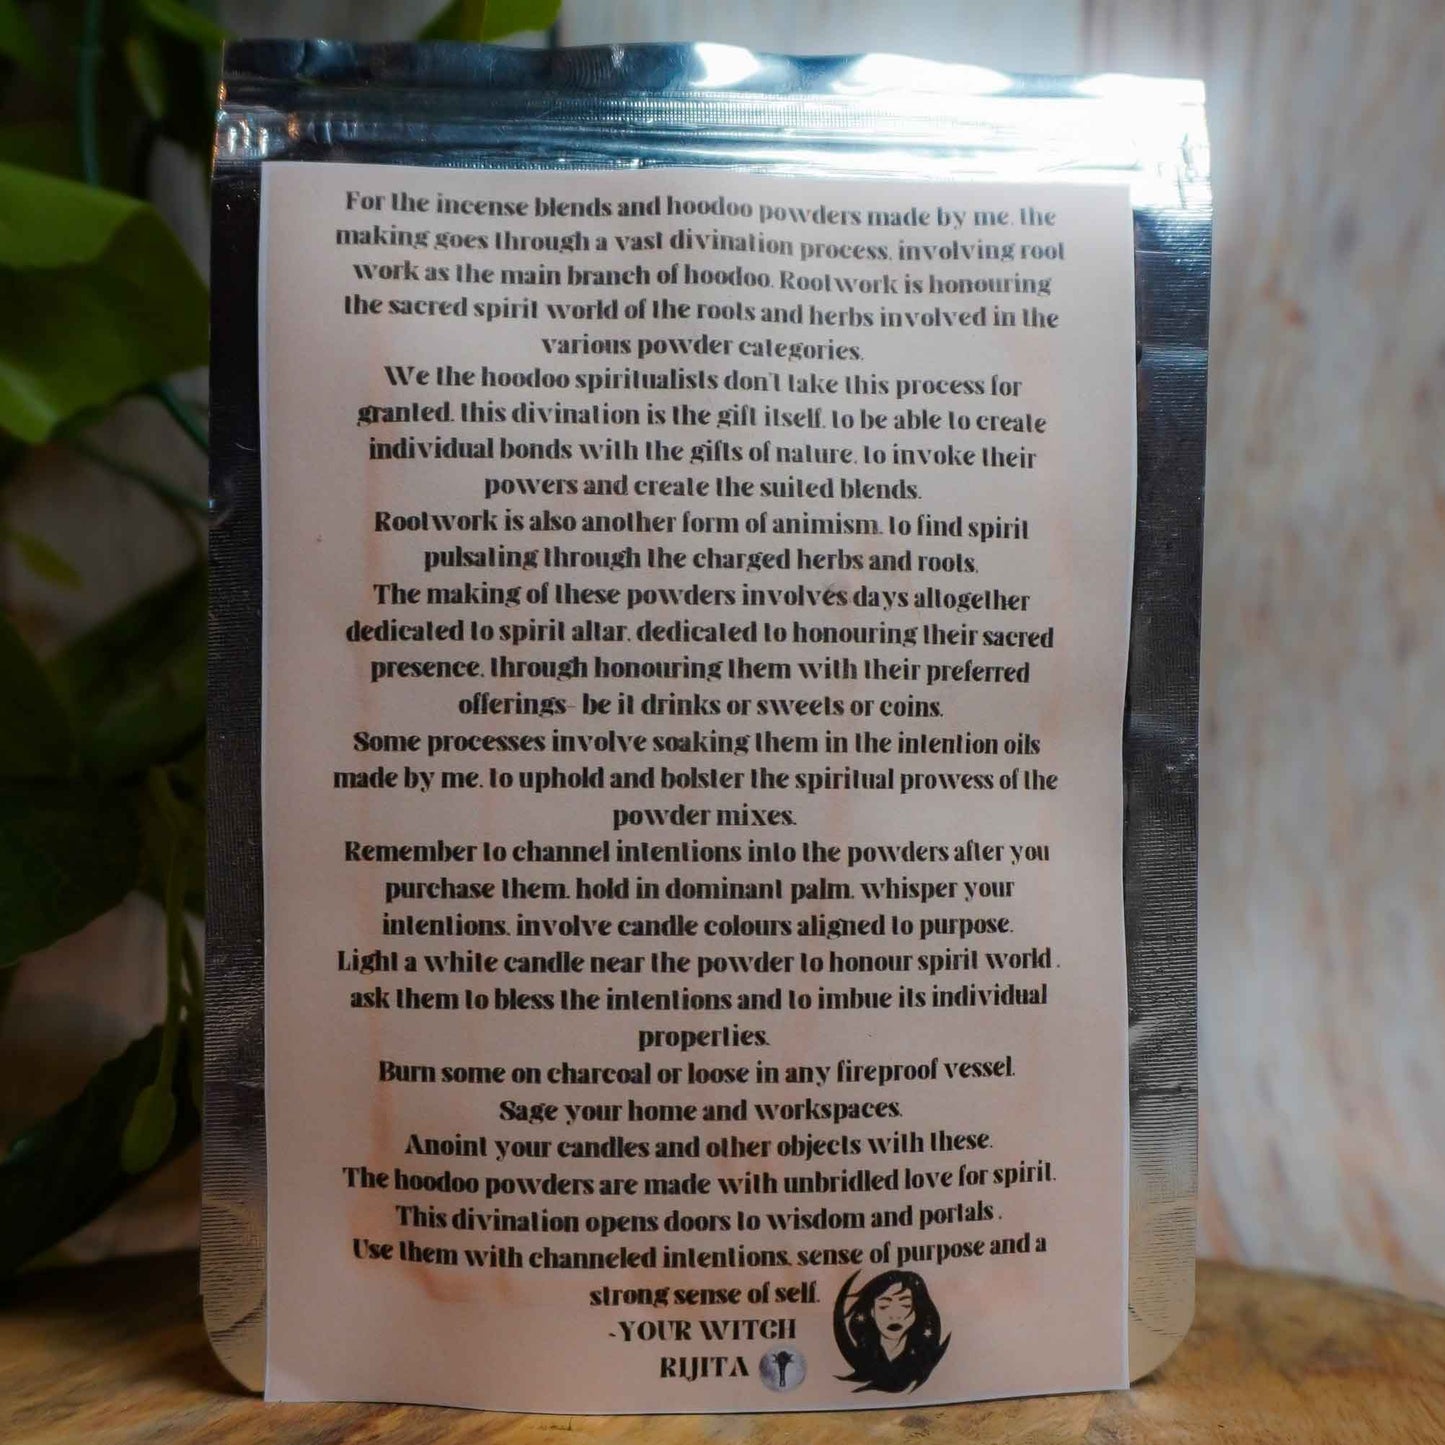 For the incense blends and hoodoo powders made by me, the
making goes through a vast divination process, involving root
work as the main branch of hoodoo. Rootwork is honouring
the sacred spirit world of the roots and herbs involved in the
various powder categories.
We the hoodoo spiritualists don't take this process for
granted, this divination is the gift itself, to be able to create
individual bonds with the gifts of nature, to invoke their
powers and create the suited blends.
Rootwork is also another form of animism, to find spirit
pulsating through the charged herbs and roots.
The making of these powders involves days altogether
dedicated to spirit altar, dedicated to honouring their sacred
presence, through honouring them with their preferred
offerings- be it drinks or sweets or coins.
Some processes involve soaking them in the intention oils
made by me, to uphold and bolster the spiritual prowess of the
powder mixes.
Remember to channel intentions into the powders after you
purchase them, hold in dominant palm, whisper your
intentions, involve candle colours aligned to purpose.
Light a white candle near the powder to honour spirit world .
ask them to bless the intentions and to imbue its individual
properties.
Burn some on charcoal or loose in any fireproof vessel.
Sage your home and workspaces.
Anoint your candles and other objects with these.
The hoodoo powders are made with unbridled love for spirit.
This divination opens doors to wisdom and portals .
Use them with channeled intentions, sense of purpose and a
strong sense of self.
-YOUR WITCH
RIJITA